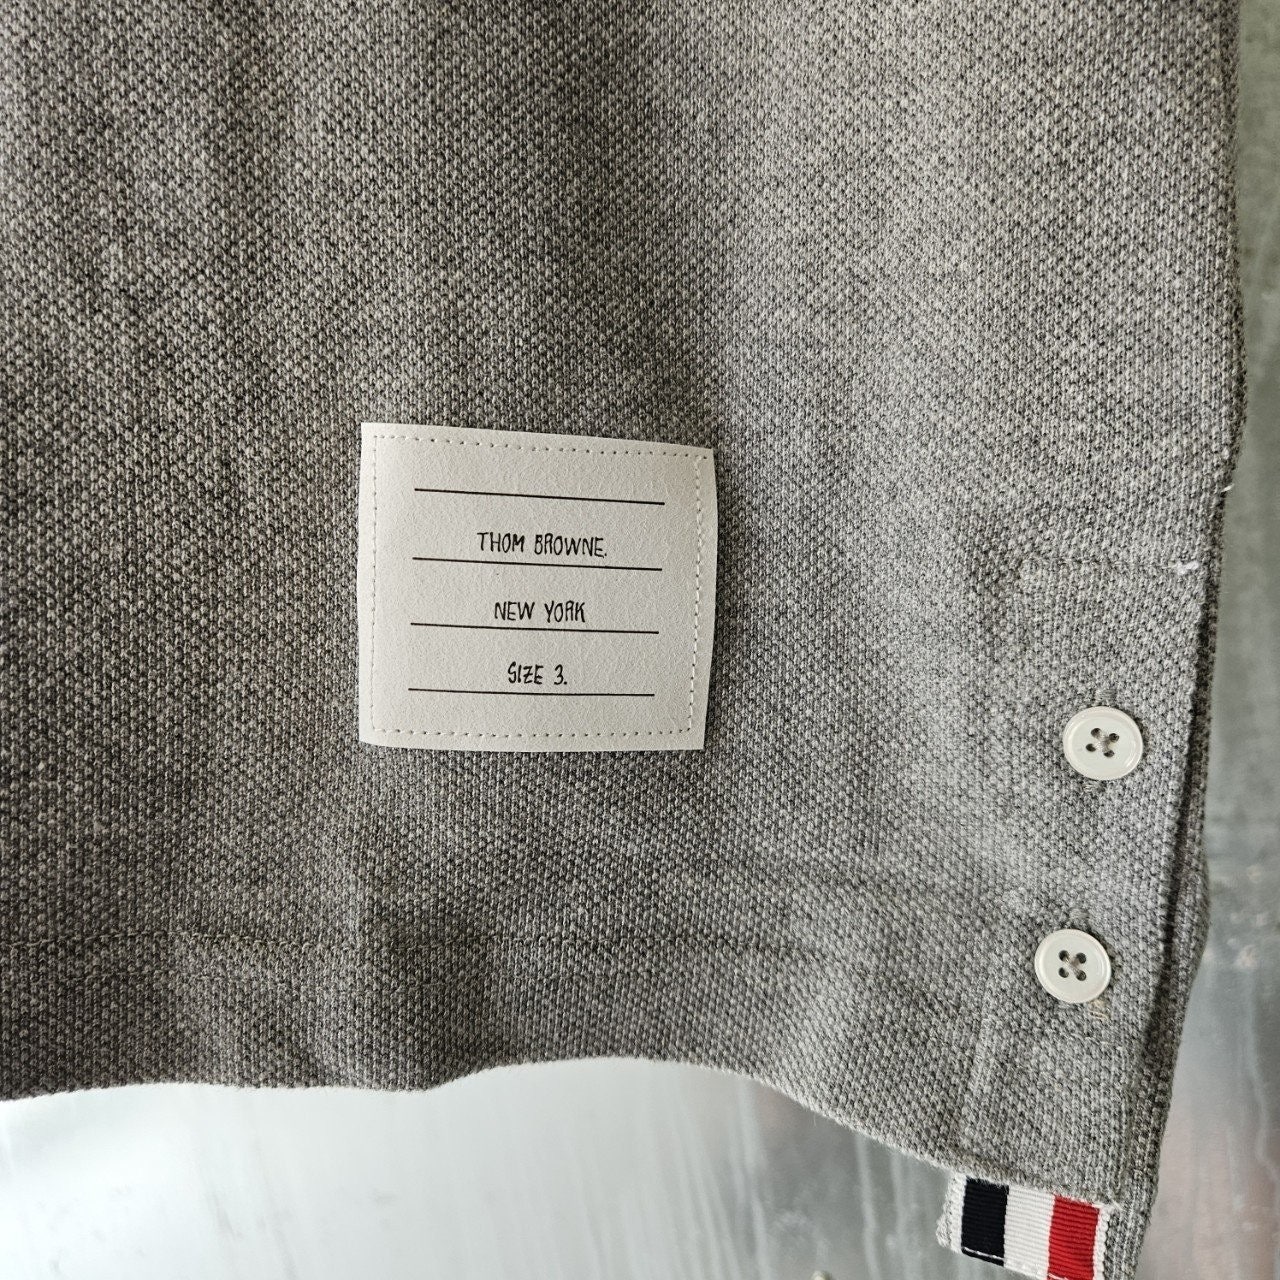 THOM BROWNE.
NEW YORK
SIZE 3.